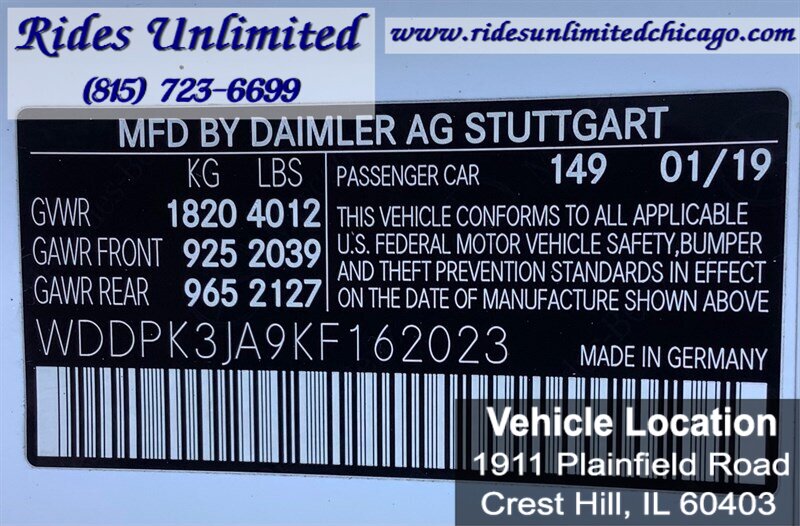 Rides Unlimited
(815) 723-6699
www.ridesunlimitedchicago.com
MFD BY DAIMLER AG STUTTGART
KG LBS
GVWR 1820 4012
GAWR FRONT 925 2039
GAWR REAR 965 2127
PASSENGER CAR 149 01/19
THIS VEHICLE CONFORMS TO ALL APPLICABLE
U.S. FEDERAL MOTOR VEHICLE SAFETY,BUMPER
AND THEFT PREVENTION STANDARDS IN EFFECT
ON THE DATE OF MANUFACTURE SHOWN ABOVE
WDDPK3JA9KF162023
MADE IN GERMANY
Vehicle Location
1911 Plainfield Road
Crest Hill, IL 60403